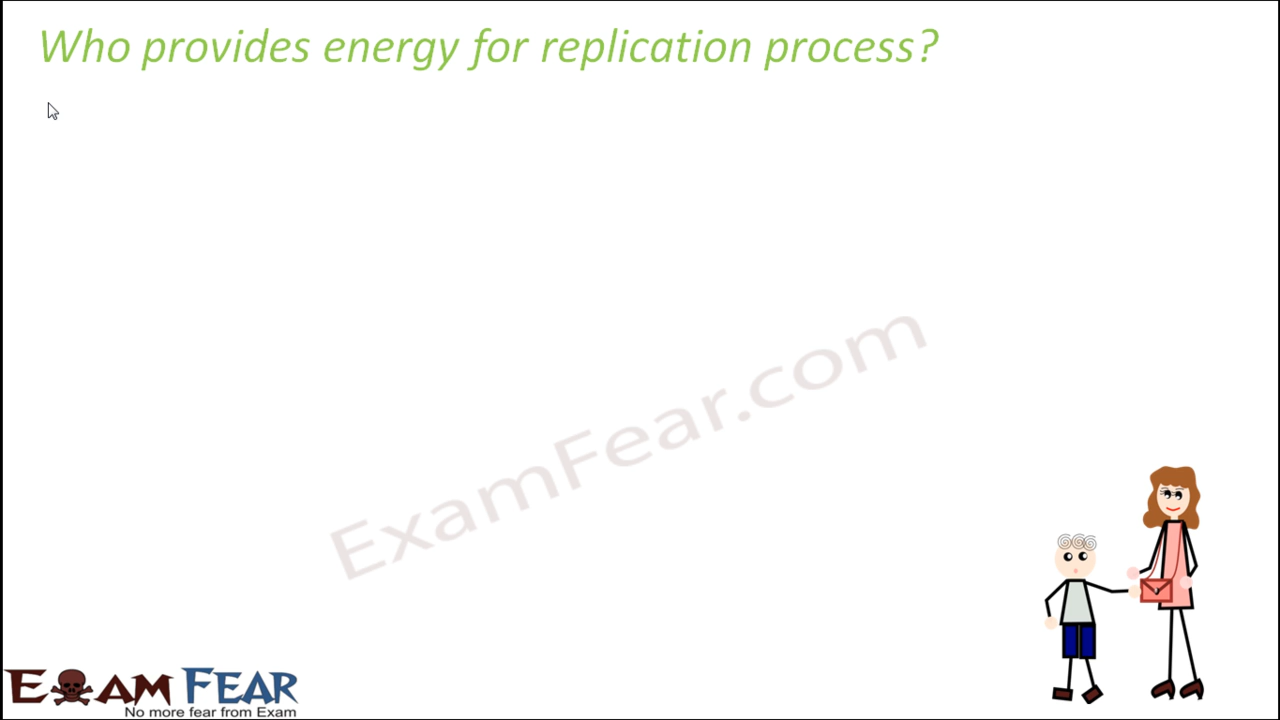 Who provides energy for replication process?
ExamFear.com
EXAM FEAR
No more fear from Exam